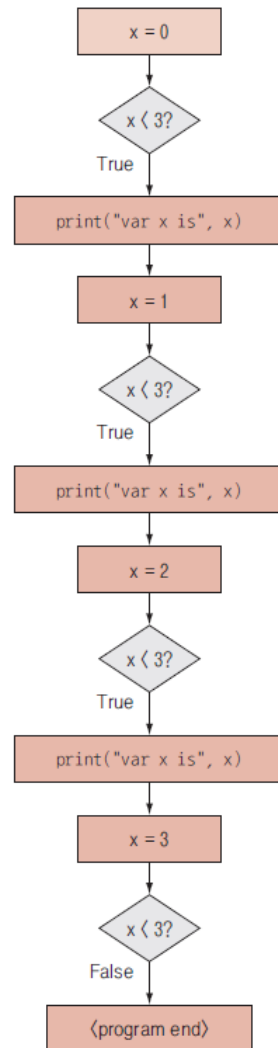 x = 0
x 〈 3?
True
print("var x is", x)
x = 1
x 〈 3?
True
print("var x is", x)
x = 2
x 〈 3?
True
print("var x is", x)
x = 3
x 〈 3?
False
〈program end〉